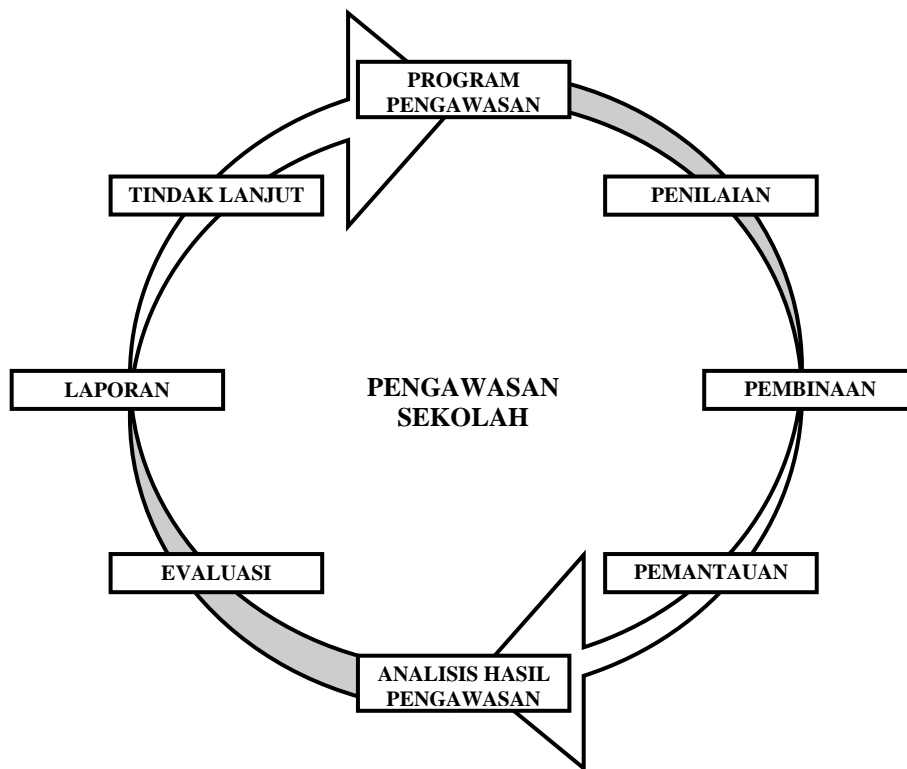 PROGRAM
PENGAWASAN
TINDAK LANJUT
PENILAIAN
LAPORAN
PENGAWASAN
SEKOLAH
PEMBINAAN
EVALUASI
PEMANTAUAN
ANALISIS HASIL
PENGAWASAN